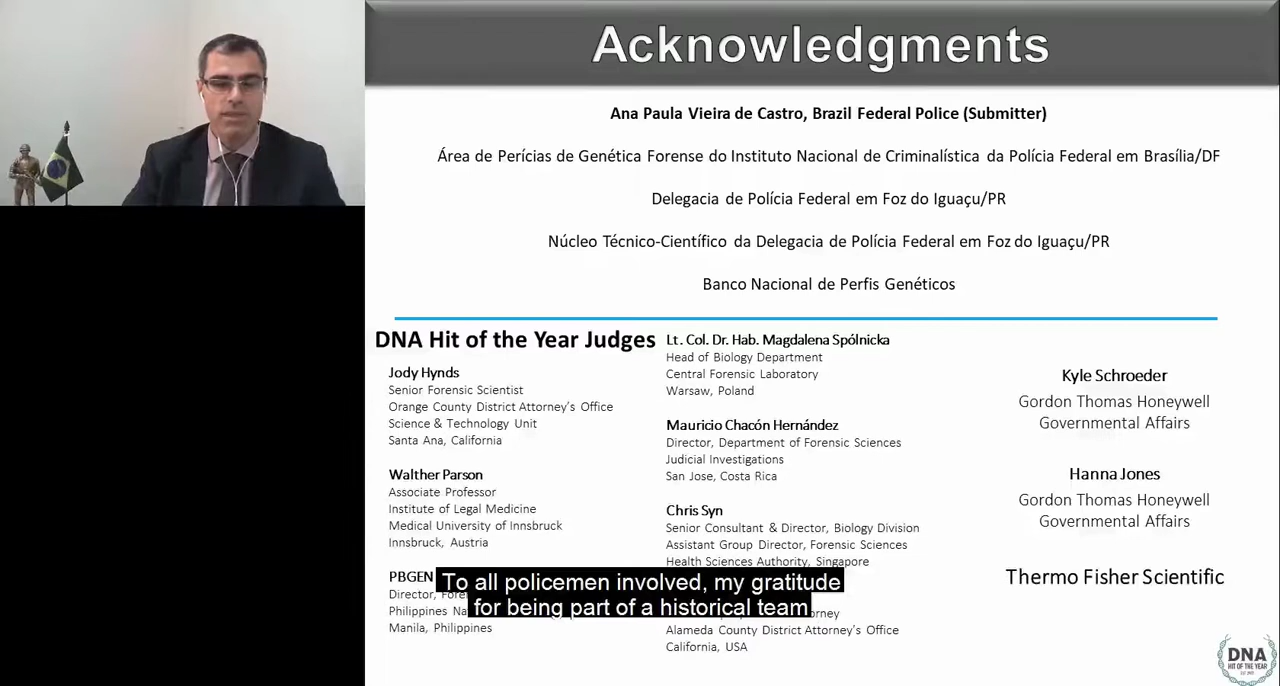 Acknowledgments
Ana Paula Vieira de Castro, Brazil Federal Police (Submitter)
Área de Perícias de Genética Forense do Instituto Nacional de Criminalística da Polícia Federal em Brasília/DF
Delegacia de Polícia Federal em Foz do Iguaçu/PR
Núcleo Técnico-Científico da Delegacia de Polícia Federal em Foz do Iguaçu/PR
Banco Nacional de Perfis Genéticos
DNA Hit of the Year Judges
Jody Hynds
Senior Forensic Scientist
Orange County District Attorney's Office
Science & Technology Unit
Santa Ana, California
Walther Parson
Associate Professor
Institute of Legal Medicine
Medical University of Innsbruck
Innsbruck, Austria
PBGEN
Director,
Philippines
Manila, Philippines
Lt. Col. Dr. Hab. Magdalena Spólnicka
Head of Biology Department
Central Forensic Laboratory
Warsaw, Poland
Mauricio Chacón Hernández
Director, Department of Forensic Sciences
Judicial Investigations
San Jose, Costa Rica
Chris Syn
Senior Consultant & Director, Biology Division
Assistant Group Director, Forensic Sciences
Health Sciences Authority, Singapore
Alameda County District Attorney's Office
California, USA
Kyle Schroeder
Gordon Thomas Honeywell
Governmental Affairs
Hanna Jones
Gordon Thomas Honeywell
Governmental Affairs
Thermo Fisher Scientific
To all policemen involved, my gratitude
for being part of a historical team
DNA
HIT OF THE YEAR